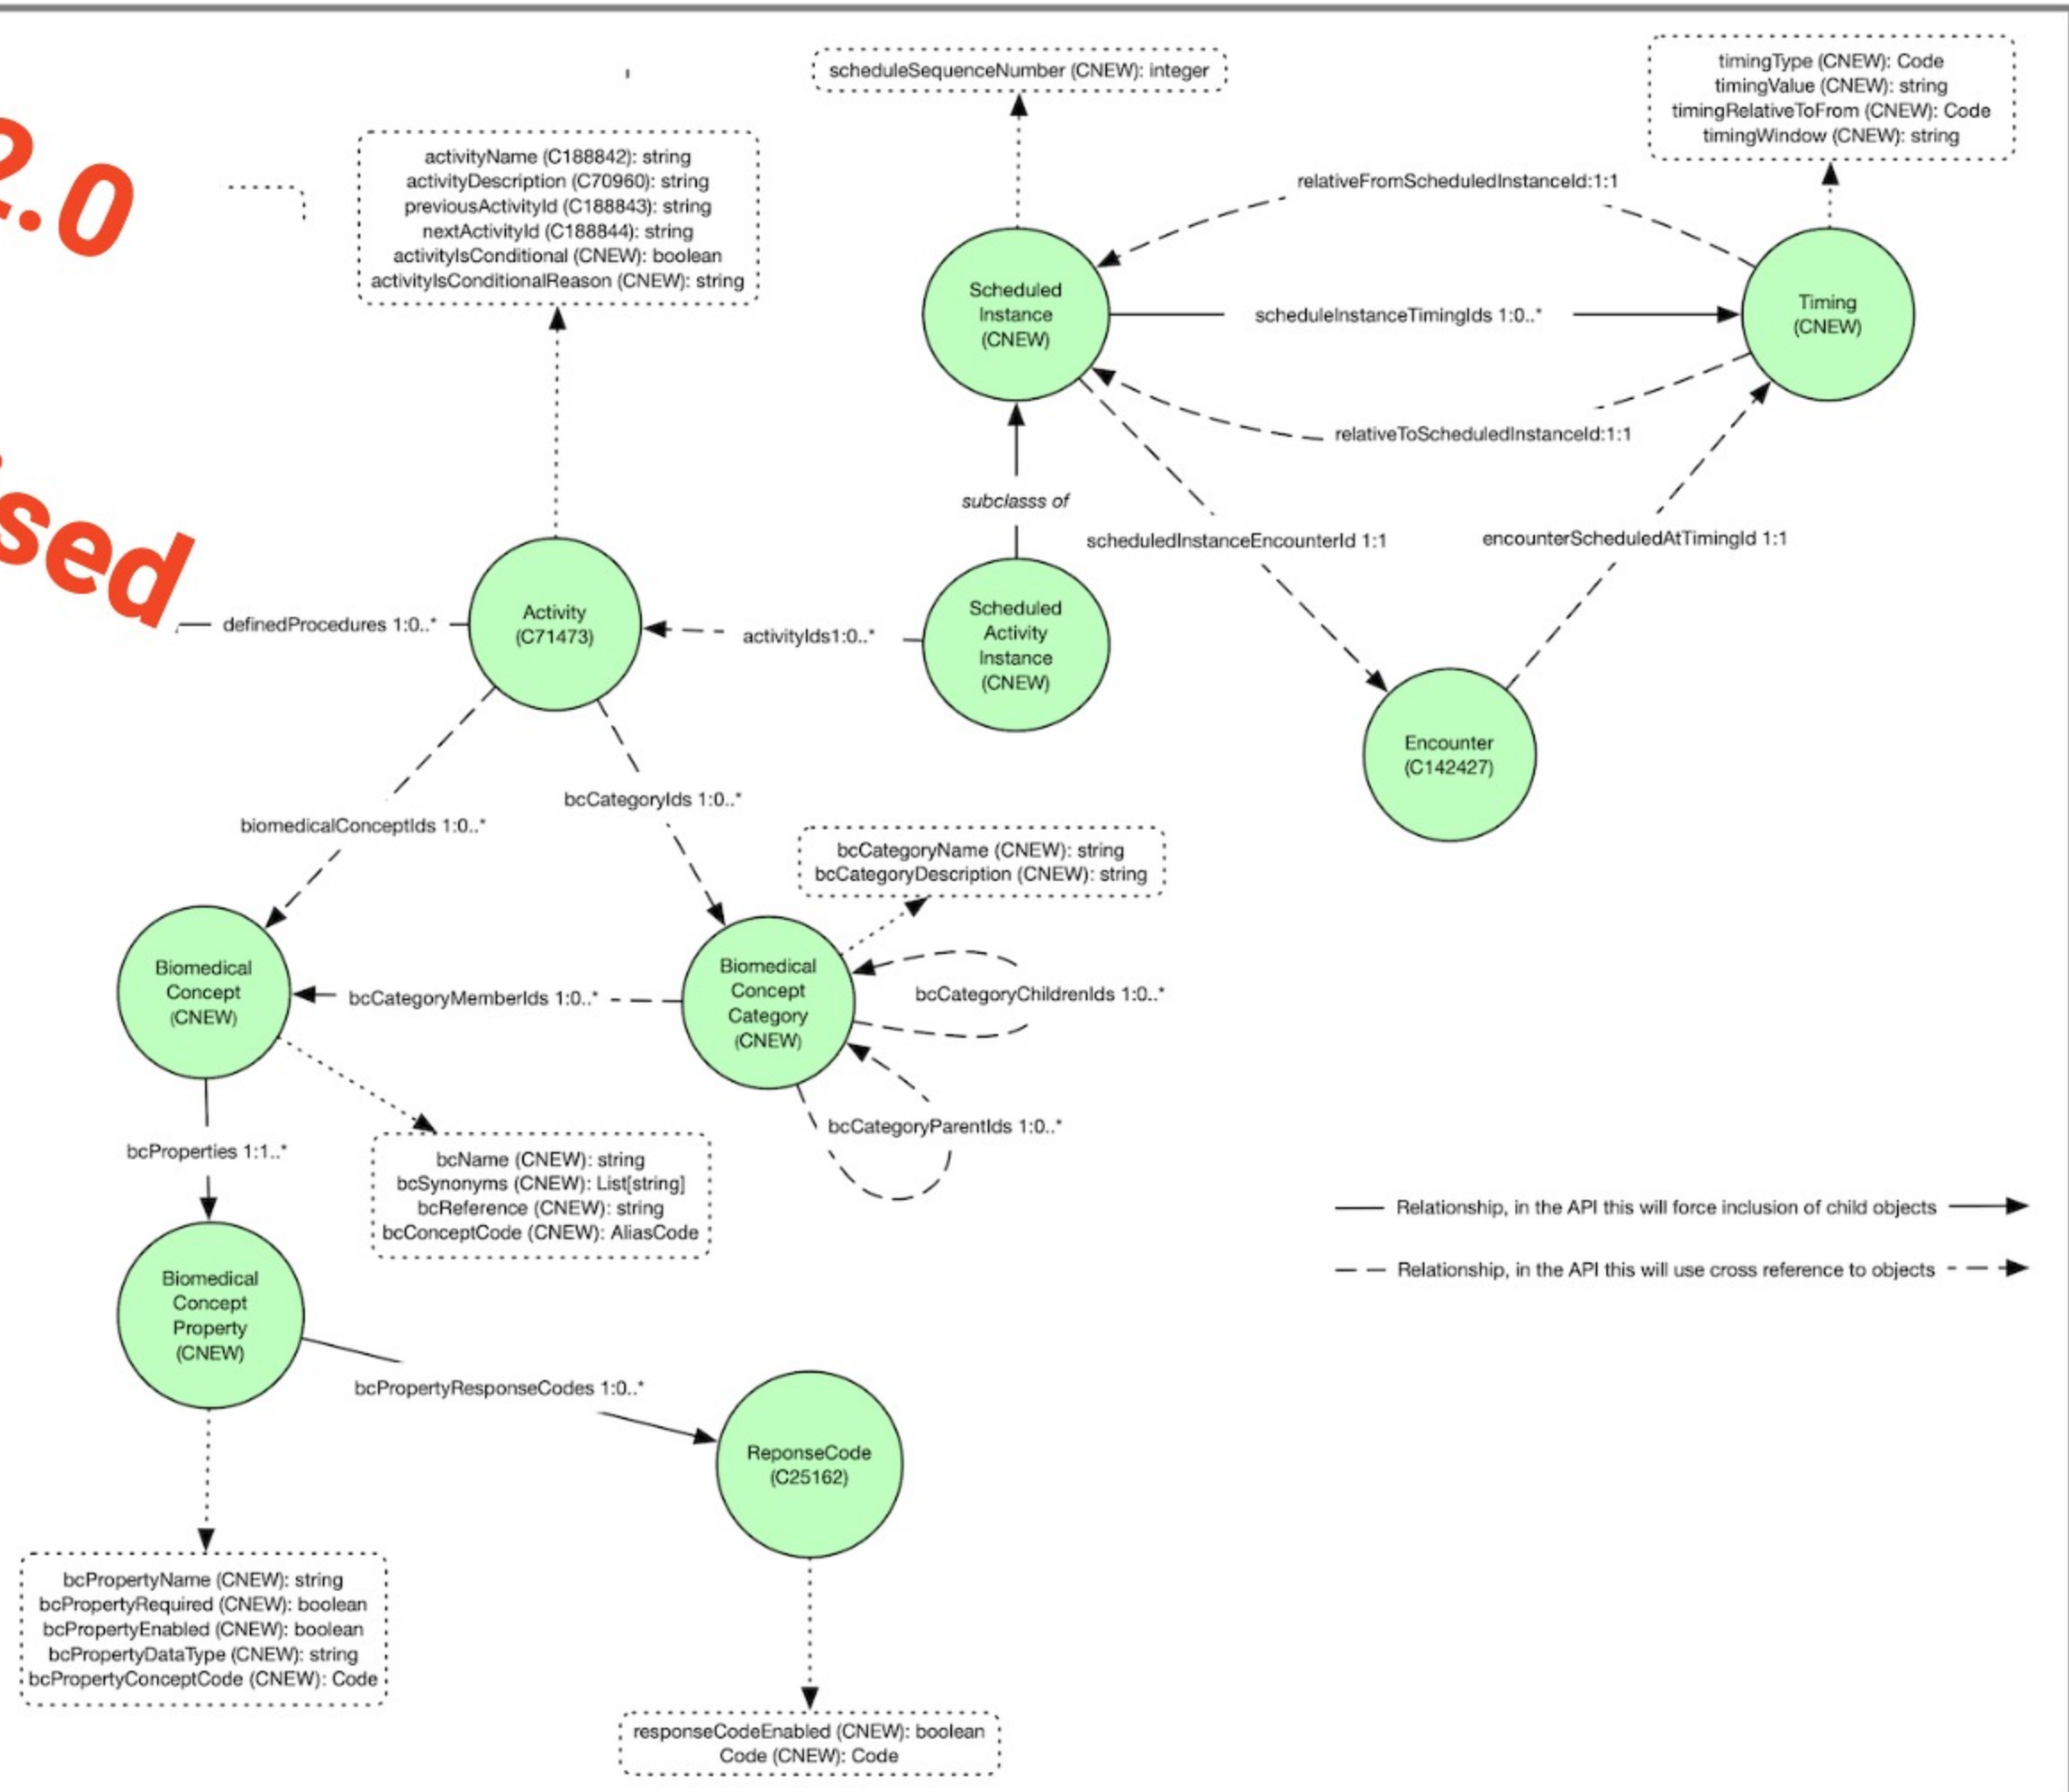 scheduleSequenceNumber (CNEW): integer
timingType (CNEW): Code
timingValue (CNEW): string
timingRelativeToFrom (CNEW): Code
timingWindow (CNEW): string
2.0
activityName (C188842): string
activityDescription (C70960): string
previousActivityId (C188843): string
nextActivityId (C188844): string
activityIsConditional (CNEW): boolean
activityIsConditionalReason (CNEW): string
relativeFromScheduledInstanceId:1:1
Scheduled
Instance
(CNEW)
scheduleInstanceTimingIds 1:0..*
Timing
(CNEW)
relativeToScheduledInstanceId:1:1
subclasss of
scheduledInstanceEncounterId 1:1
encounterScheduledAtTimingId 1:1
sed
definedProcedures 1:0..*
Activity
(C71473)
activityIds1:0..*
Scheduled
Activity
Instance
(CNEW)
Encounter
(C142427)
biomedicalConceptIds 1:0..*
bcCategoryIds 1:0..*
bcCategoryName (CNEW): string
bcCategoryDescription (CNEW): string
Biomedical
Concept
(CNEW)
bcCategoryMemberIds 1:0..*
Biomedical
Concept
Category
(CNEW)
bcCategoryChildrenIds 1:0..*
bcCategoryParentIds 1:0..*
bcProperties 1:1..*
bcName (CNEW): string
bcSynonyms (CNEW): List[string]
bcReference (CNEW): string
bcConceptCode (CNEW): AliasCode
Relationship, in the API this will force inclusion of child objects
Relationship, in the API this will use cross reference to objects
Biomedical
Concept
Property
(CNEW)
bcPropertyResponseCodes 1:0..*
ReponseCode
(C25162)
bcPropertyName (CNEW): string
bcPropertyRequired (CNEW): boolean
bcPropertyEnabled (CNEW): boolean
bcPropertyDataType (CNEW): string
bcPropertyConceptCode (CNEW): Code
responseCodeEnabled (CNEW): boolean
Code (CNEW): Code